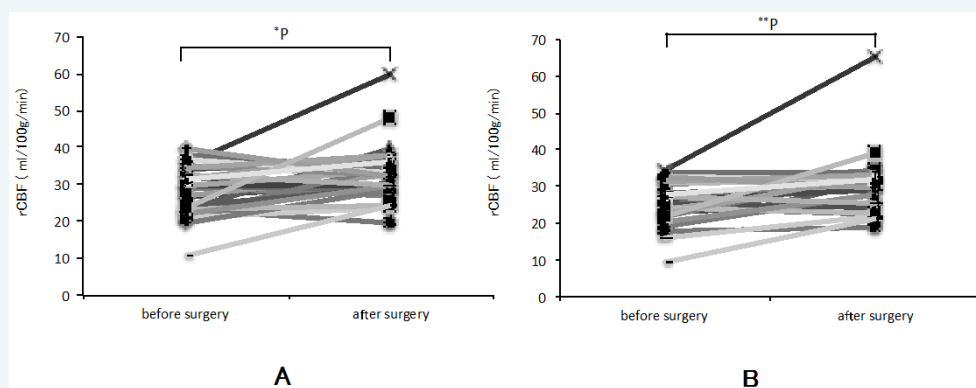 *P
70
60
50
40
30
20
10
0
rCBF ( ml/100g/min)
before surgery
after surgery
A
**P
70
60
50
40
30
20
10
0
rCBF ( ml/100g/min)
before surgery
after surgery
B